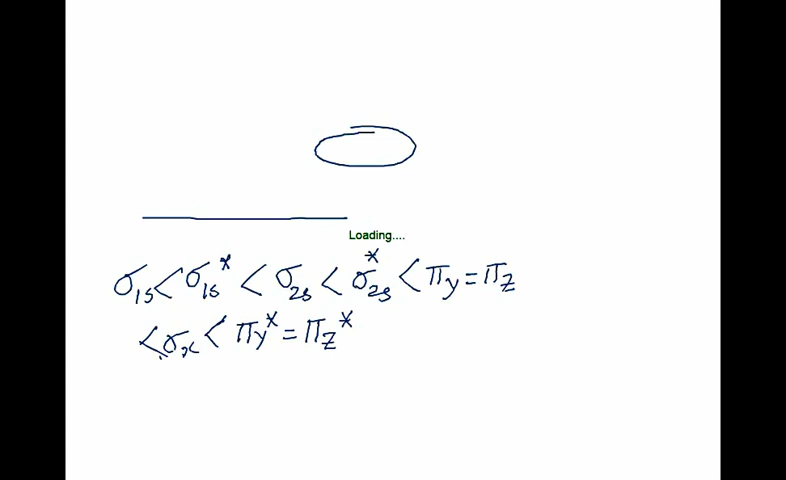 Loading....
σ1s < σ1s* < σ2s < σ2s* < πy = πz
< σx < πy* = πz*